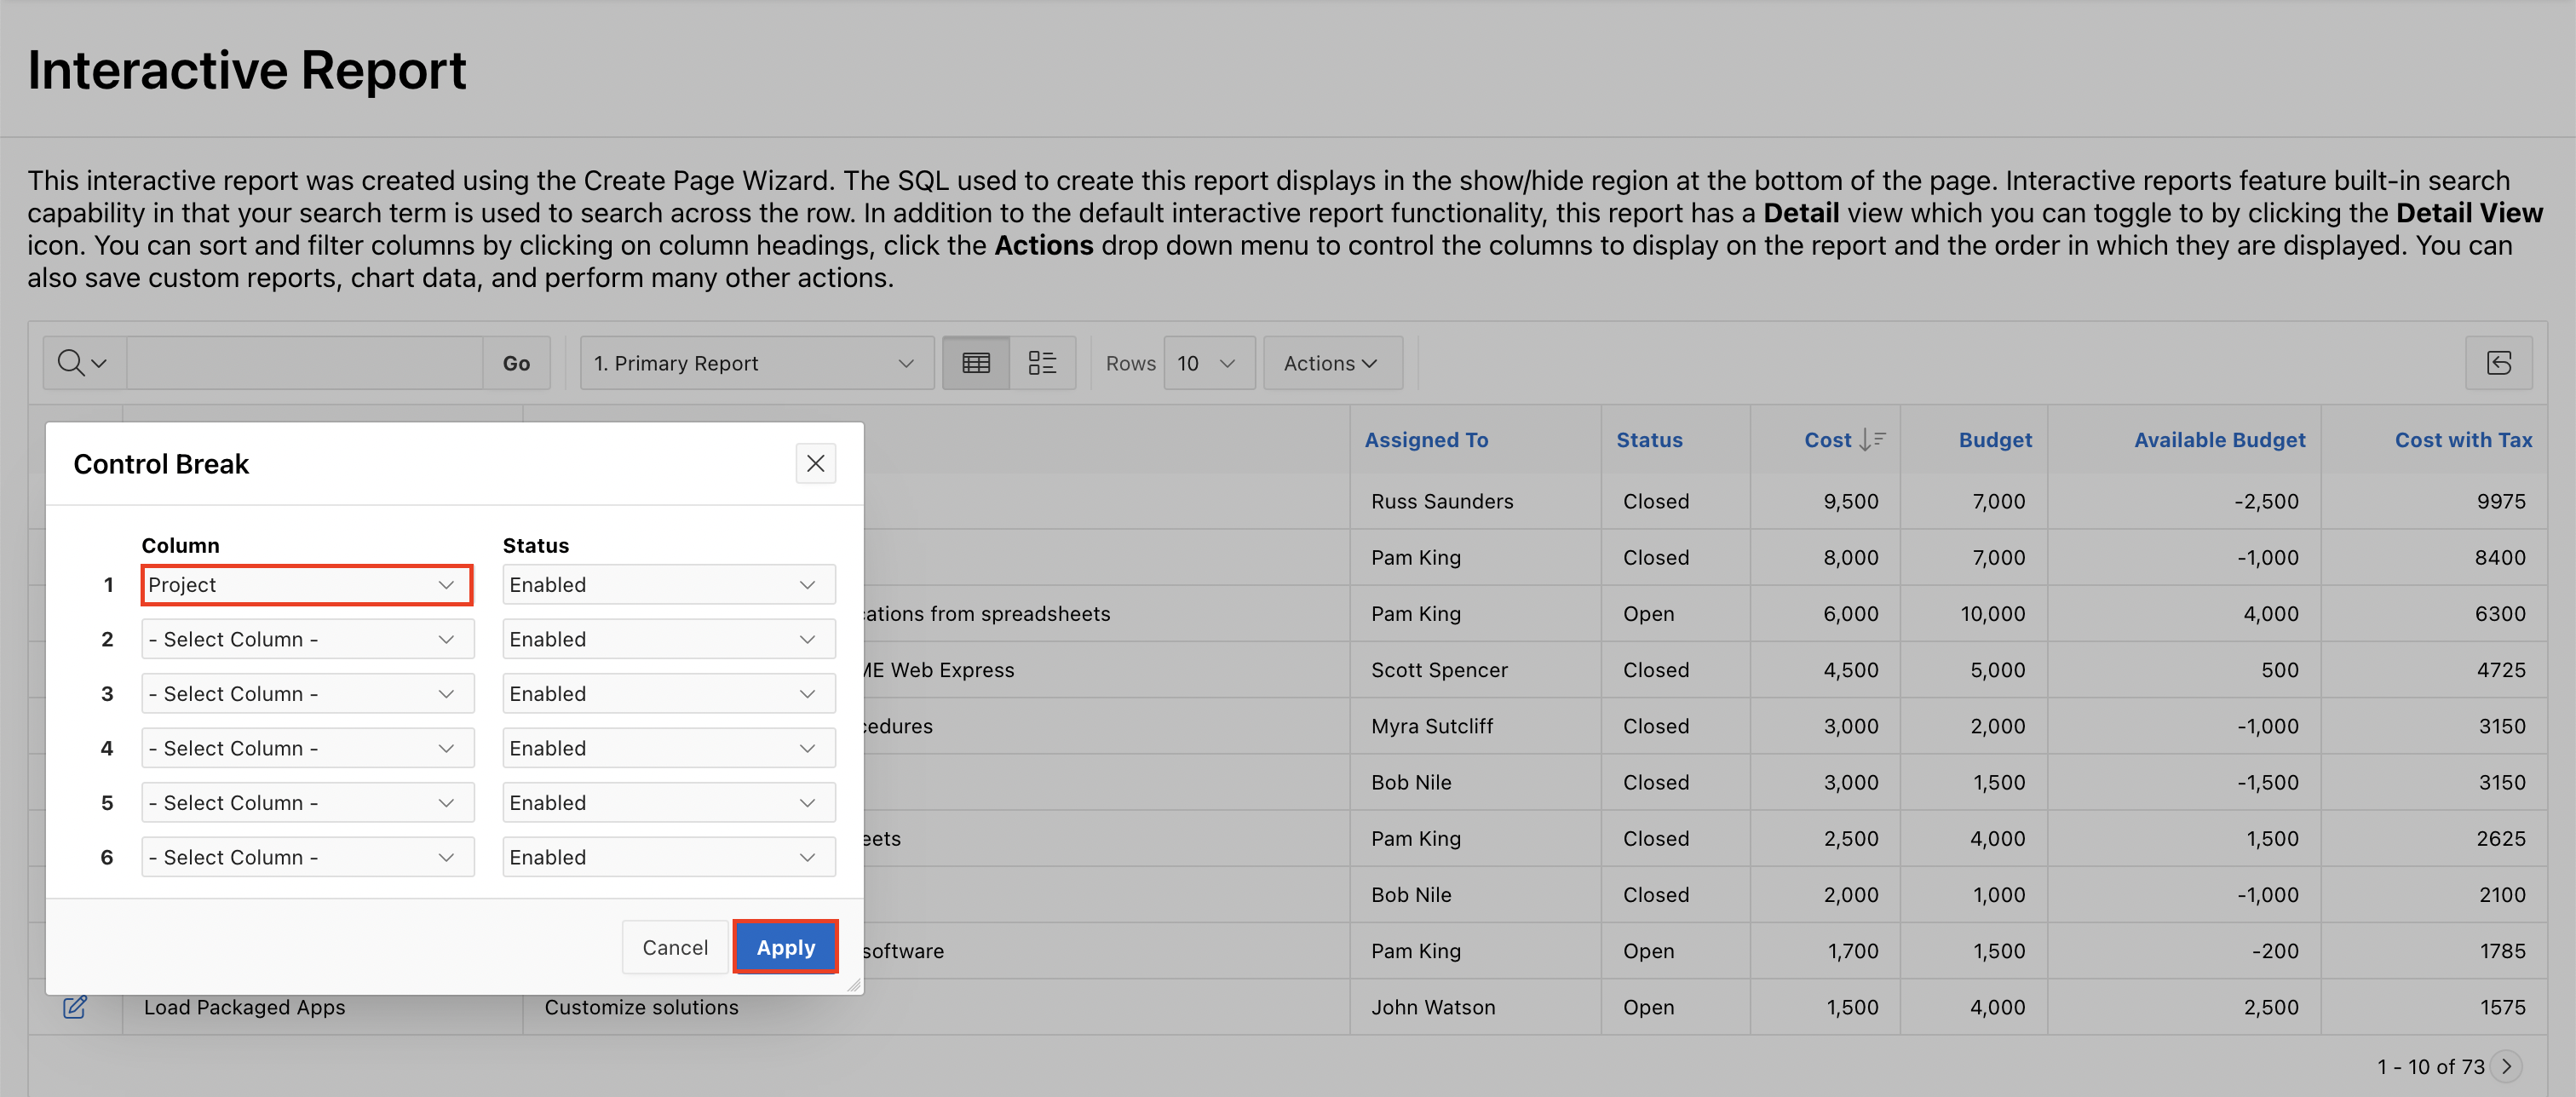 Interactive Report
This interactive report was created using the Create Page Wizard. The SQL used to create this report displays in the show/hide region at the bottom of the page. Interactive reports feature built-in search
capability in that your search term is used to search across the row. In addition to the default interactive report functionality, this report has a Detail view which you can toggle to by clicking the Detail View
icon. You can sort and filter columns by clicking on column headings, click the Actions drop down menu to control the columns to display on the report and the order in which they are displayed. You can
also save custom reports, chart data, and perform many other actions.
Go 1. Primary Report Rows 10 Actions
Assigned To Status Cost Budget Available Budget Cost with Tax
Russ Saunders Closed 9,500 7,000 -2,500 9975
Pam King Closed 8,000 7,000 -1,000 8400
cations from spreadsheets Pam King Open 6,000 10,000 4,000 6300
ME Web Express Scott Spencer Closed 4,500 5,000 500 4725
cedures Myra Sutcliff Closed 3,000 2,000 -1,000 3150
Bob Nile Closed 3,000 1,500 -1,500 3150
eets Pam King Closed 2,500 4,000 1,500 2625
Bob Nile Closed 2,000 1,000 -1,000 2100
software Pam King Open 1,700 1,500 -200 1785
Load Packaged Apps Customize solutions John Watson Open 1,500 4,000 2,500 1575
1 - 10 of 73
Control Break
Column Status
1 Project Enabled
2 - Select Column - Enabled
3 - Select Column - Enabled
4 - Select Column - Enabled
5 - Select Column - Enabled
6 - Select Column - Enabled
Cancel Apply